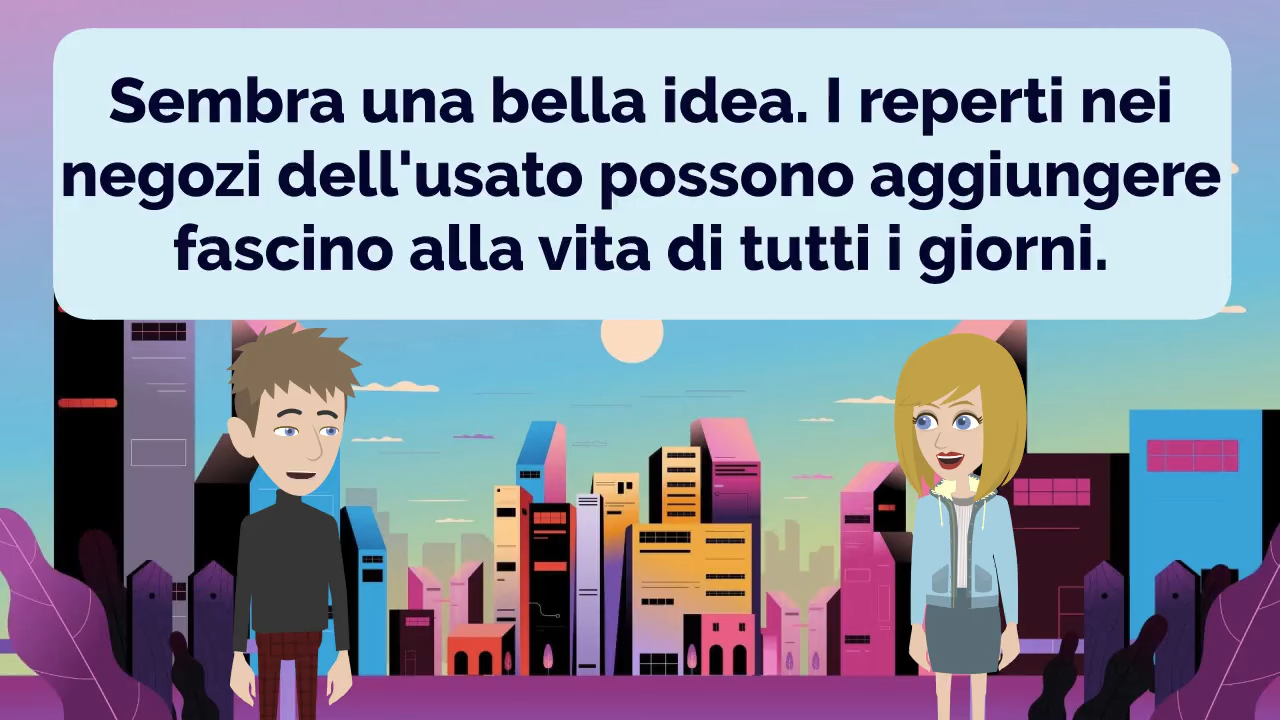 Sembra una bella idea. I reperti nei
negozi dell'usato possono aggiungere
fascino alla vita di tutti i giorni.